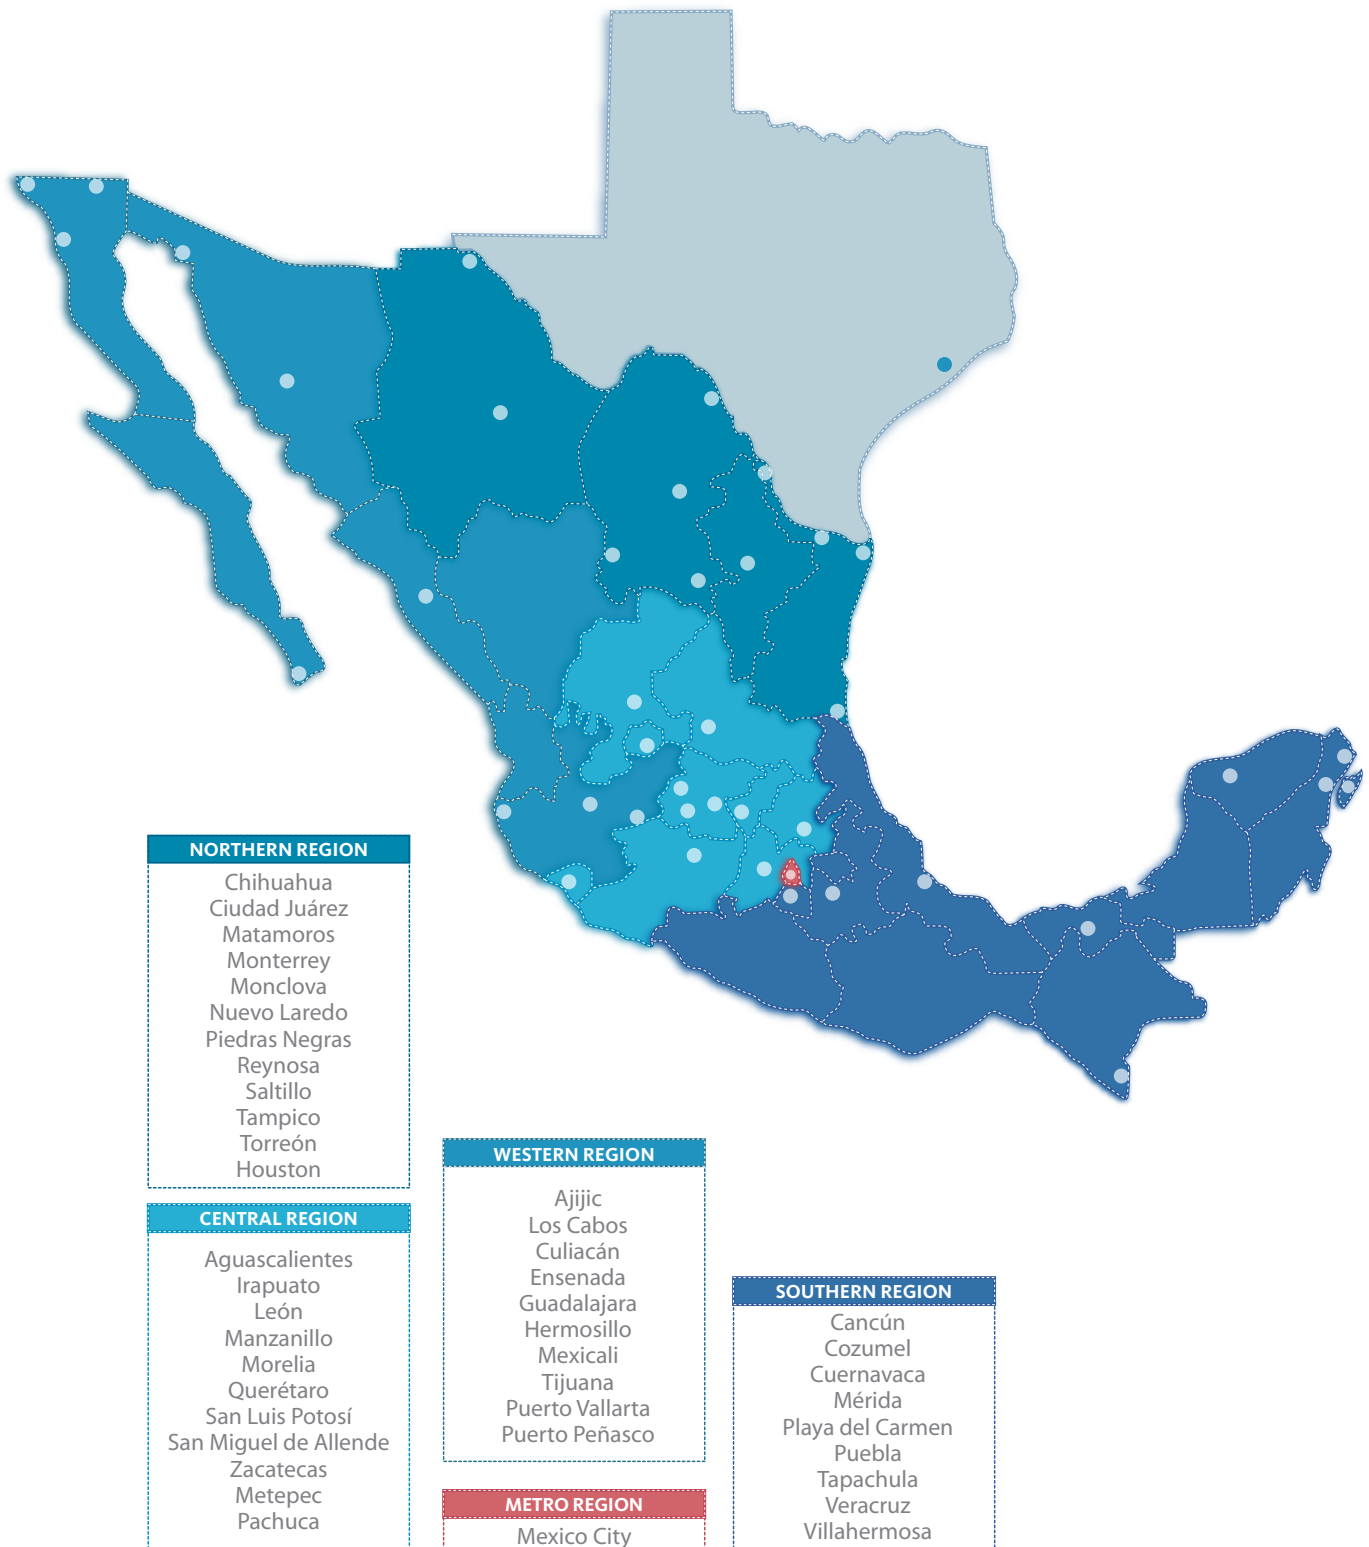 NORTHERN REGION
Chihuahua
Ciudad Juárez
Matamoros
Monterrey
Monclova
Nuevo Laredo
Piedras Negras
Reynosa
Saltillo
Tampico
Torreón
Houston
CENTRAL REGION
Aguascalientes
Irapuato
León
Manzanillo
Morelia
Querétaro
San Luis Potosí
San Miguel de Allende
Zacatecas
Metepec
Pachuca
WESTERN REGION
Ajijic
Los Cabos
Culiacán
Ensenada
Guadalajara
Hermosillo
Mexicali
Tijuana
Puerto Vallarta
Puerto Peñasco
METRO REGION
Mexico City
SOUTHERN REGION
Cancún
Cozumel
Cuernavaca
Mérida
Playa del Carmen
Puebla
Tapachula
Veracruz
Villahermosa